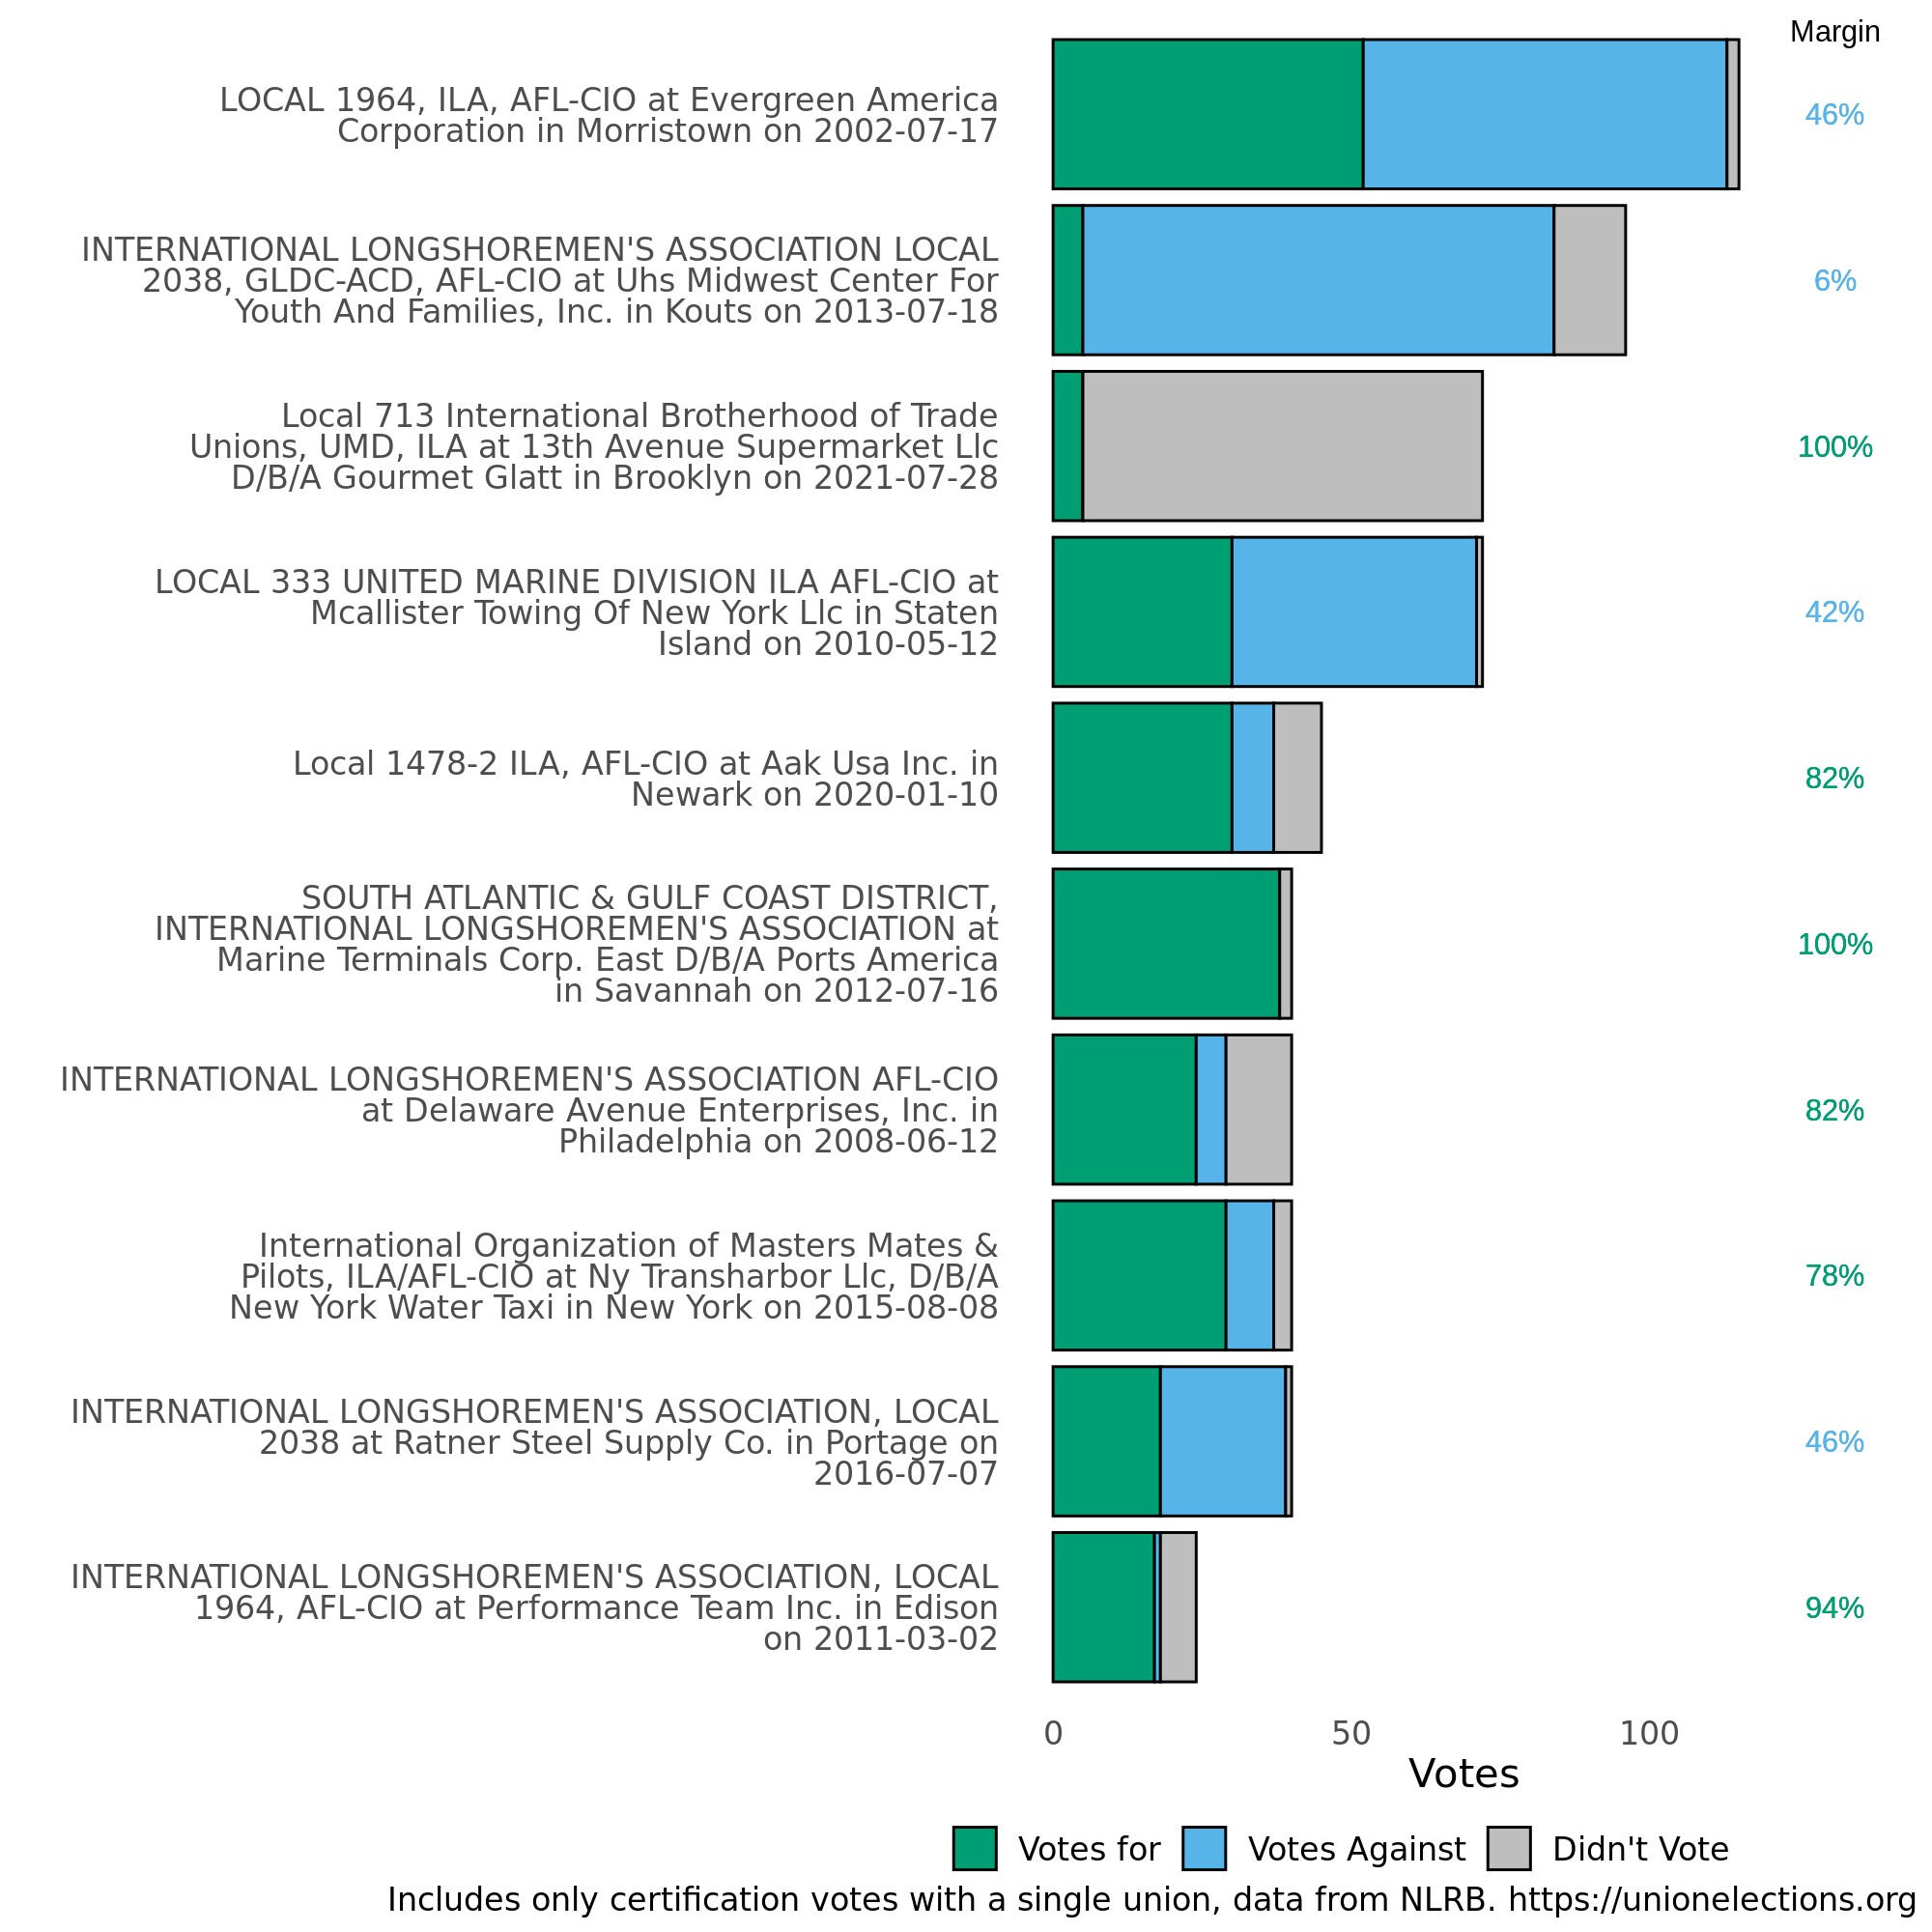 Margin
LOCAL 1964, ILA, AFL-CIO at Evergreen America
Corporation in Morristown on 2002-07-17
46%
INTERNATIONAL LONGSHOREMEN'S ASSOCIATION LOCAL
2038, GLDC-ACD, AFL-CIO at Uhs Midwest Center For
Youth And Families, Inc. in Kouts on 2013-07-18
6%
Local 713 International Brotherhood of Trade
Unions, UMD, ILA at 13th Avenue Supermarket Llc
D/B/A Gourmet Glatt in Brooklyn on 2021-07-28
100%
LOCAL 333 UNITED MARINE DIVISION ILA AFL-CIO at
Mcallister Towing Of New York Llc in Staten
Island on 2010-05-12
42%
Local 1478-2 ILA, AFL-CIO at Aak Usa Inc. in
Newark on 2020-01-10
82%
SOUTH ATLANTIC & GULF COAST DISTRICT,
INTERNATIONAL LONGSHOREMEN'S ASSOCIATION at
Marine Terminals Corp. East D/B/A Ports America
in Savannah on 2012-07-16
100%
INTERNATIONAL LONGSHOREMEN'S ASSOCIATION AFL-CIO
at Delaware Avenue Enterprises, Inc. in
Philadelphia on 2008-06-12
82%
International Organization of Masters Mates &
Pilots, ILA/AFL-CIO at Ny Transharbor Llc, D/B/A
New York Water Taxi in New York on 2015-08-08
78%
INTERNATIONAL LONGSHOREMEN'S ASSOCIATION, LOCAL
2038 at Ratner Steel Supply Co. in Portage on
2016-07-07
46%
INTERNATIONAL LONGSHOREMEN'S ASSOCIATION, LOCAL
1964, AFL-CIO at Performance Team Inc. in Edison
on 2011-03-02
94%
0 50 100
Votes
Votes for Votes Against Didn't Vote
Includes only certification votes with a single union, data from NLRB. https://unionelections.org